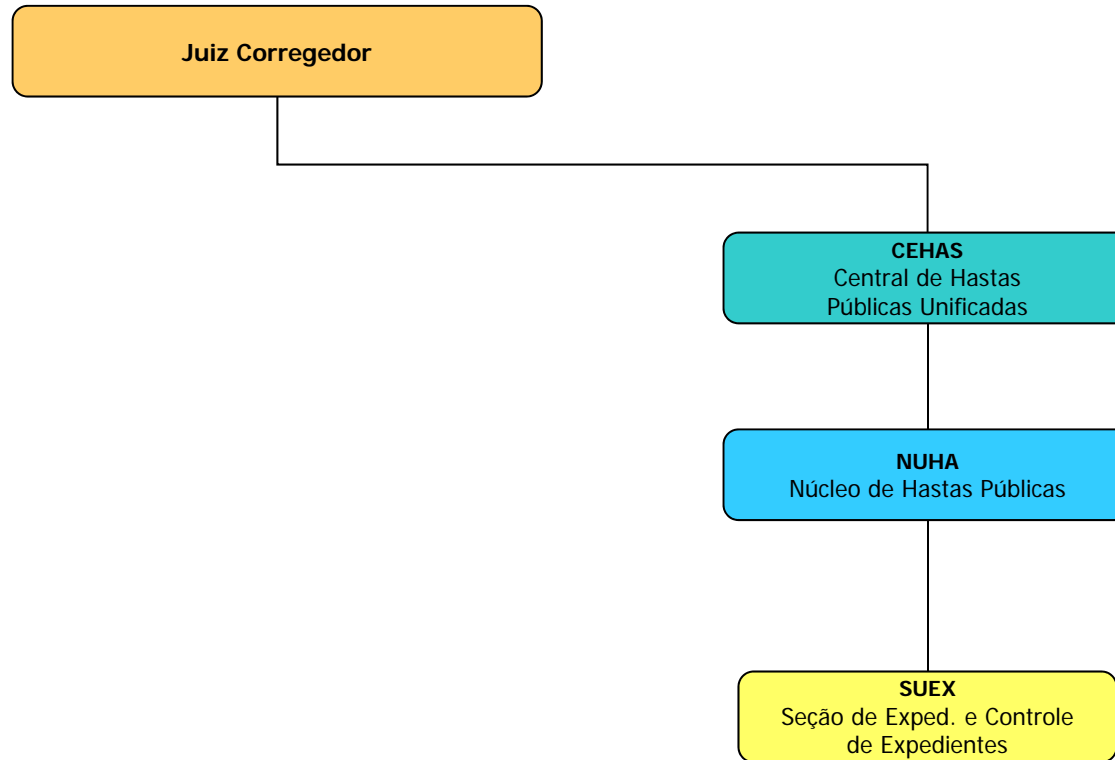 Juiz Corregedor
CEHAS
Central de Hastas
Públicas Unificadas
NUHA
Núcleo de Hastas Públicas
SUEX
Seção de Exped. e Controle
de Expedientes